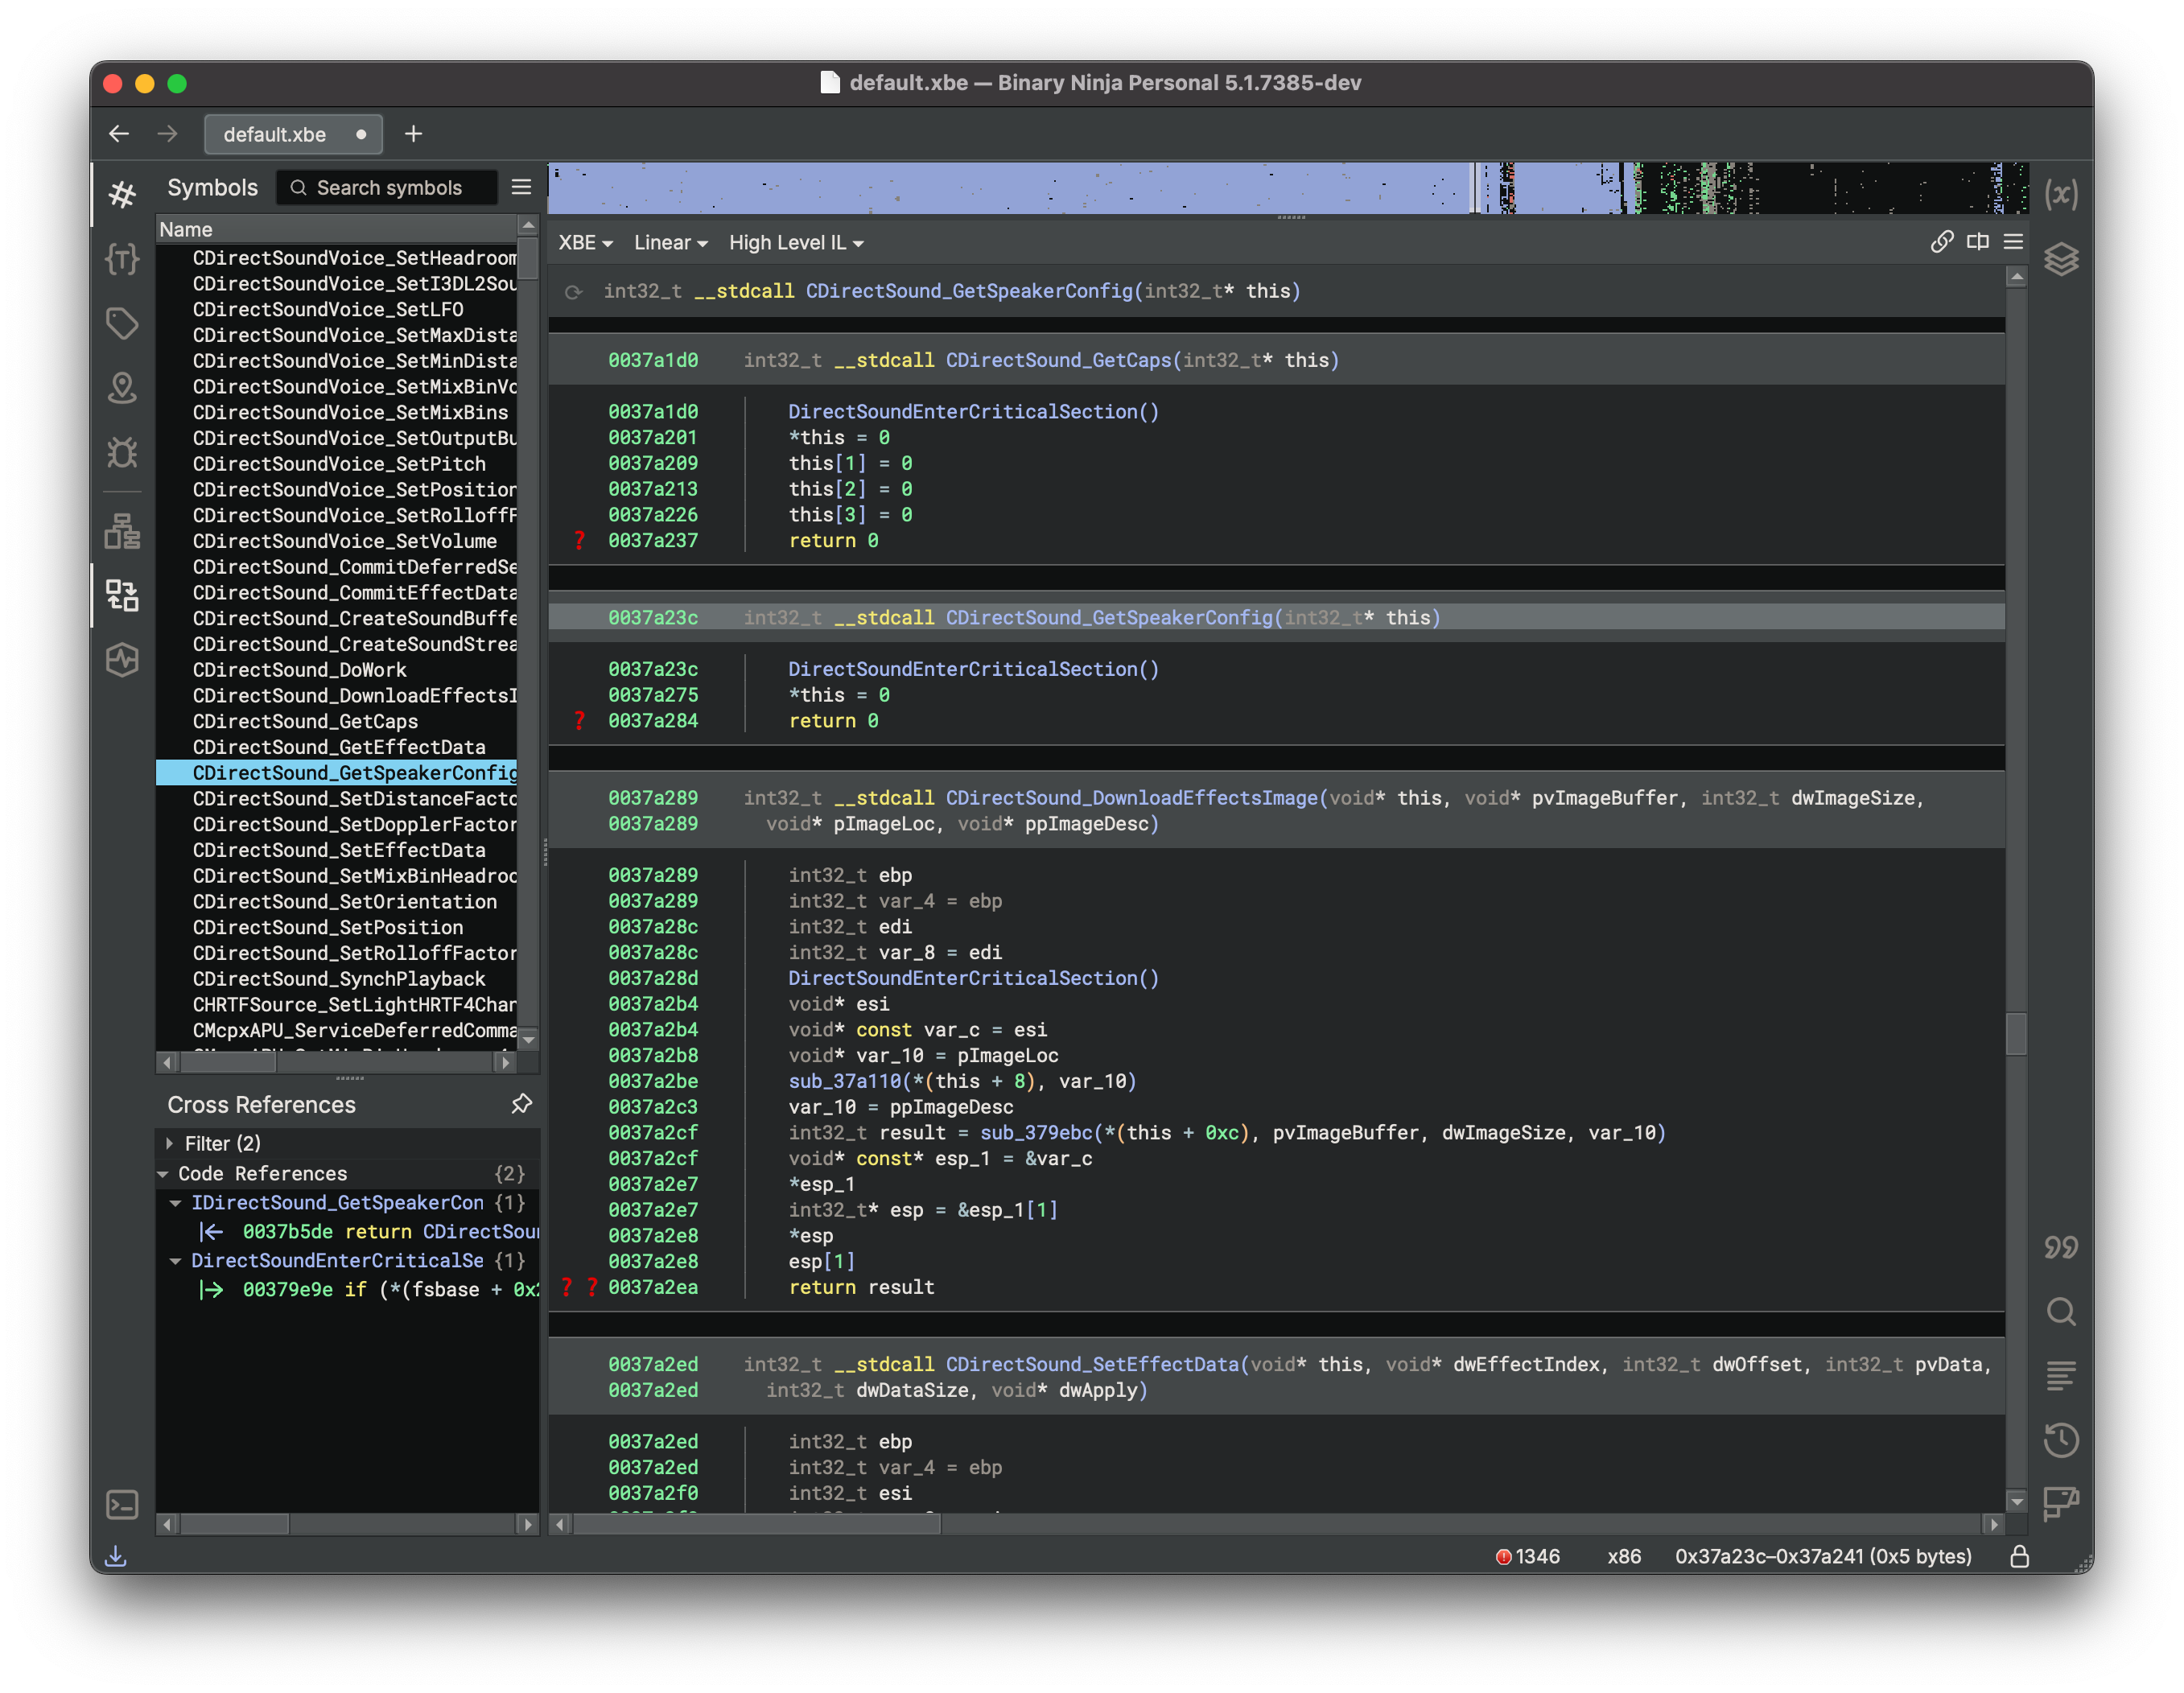 default.xbe — Binary Ninja Personal 5.1.7385-dev
default.xbe
Symbols
Search symbols
Name
CDirectSoundVoice_SetHeadroom
CDirectSoundVoice_SetI3DL2Sou
CDirectSoundVoice_SetLFO
CDirectSoundVoice_SetMaxDista
CDirectSoundVoice_SetMinDista
CDirectSoundVoice_SetMixBinVo
CDirectSoundVoice_SetMixBins
CDirectSoundVoice_SetOutputBu
CDirectSoundVoice_SetPitch
CDirectSoundVoice_SetPosition
CDirectSoundVoice_SetRolloffF
CDirectSoundVoice_SetVolume
CDirectSound_CommitDeferredSe
CDirectSound_CommitEffectData
CDirectSound_CreateSoundBuffe
CDirectSound_CreateSoundStrea
CDirectSound_DoWork
CDirectSound_DownloadEffectsI
CDirectSound_GetCaps
CDirectSound_GetEffectData
CDirectSound_GetSpeakerConfig
CDirectSound_SetDistanceFacto
CDirectSound_SetDopplerFactor
CDirectSound_SetEffectData
CDirectSound_SetMixBinHeadroo
CDirectSound_SetOrientation
CDirectSound_SetPosition
CDirectSound_SetRolloffFactor
CDirectSound_SynchPlayback
CHRTFSource_SetLightHRTF4Chan
CMcpxAPU_ServiceDeferredComma
Cross References
Filter (2)
Code References {2}
IDirectSound_GetSpeakerCon {1}
0037b5de return CDirectSou
DirectSoundEnterCriticalSe {1}
00379e9e if (*(fsbase + 0x
XBE Linear High Level IL
int32_t __stdcall CDirectSound_GetSpeakerConfig(int32_t* this)
0037a1d0 int32_t __stdcall CDirectSound_GetCaps(int32_t* this)
0037a1d0 DirectSoundEnterCriticalSection()
0037a201 *this = 0
0037a209 this[1] = 0
0037a213 this[2] = 0
0037a226 this[3] = 0
? 0037a237 return 0
0037a23c int32_t __stdcall CDirectSound_GetSpeakerConfig(int32_t* this)
0037a23c DirectSoundEnterCriticalSection()
0037a275 *this = 0
? 0037a284 return 0
0037a289 int32_t __stdcall CDirectSound_DownloadEffectsImage(void* this, void* pvImageBuffer, int32_t dwImageSize,
0037a289 void* pImageLoc, void* ppImageDesc)
0037a289 int32_t ebp
0037a289 int32_t var_4 = ebp
0037a28c int32_t edi
0037a28c int32_t var_8 = edi
0037a28d DirectSoundEnterCriticalSection()
0037a2b4 void* esi
0037a2b4 void* const var_c = esi
0037a2b8 void* var_10 = pImageLoc
0037a2be sub_37a110(*(this + 8), var_10)
0037a2c3 var_10 = ppImageDesc
0037a2cf int32_t result = sub_379ebc(*(this + 0xc), pvImageBuffer, dwImageSize, var_10)
0037a2cf void* const* esp_1 = &var_c
0037a2e7 *esp_1
0037a2e7 int32_t* esp = &esp_1[1]
0037a2e8 *esp
0037a2e8 esp[1]
? ? 0037a2ea return result
0037a2ed int32_t __stdcall CDirectSound_SetEffectData(void* this, void* dwEffectIndex, int32_t dwOffset, int32_t pvData,
0037a2ed int32_t dwDataSize, void* dwApply)
0037a2ed int32_t ebp
0037a2ed int32_t var_4 = ebp
0037a2f0 int32_t esi
1346 x86 0x37a23c–0x37a241 (0x5 bytes)